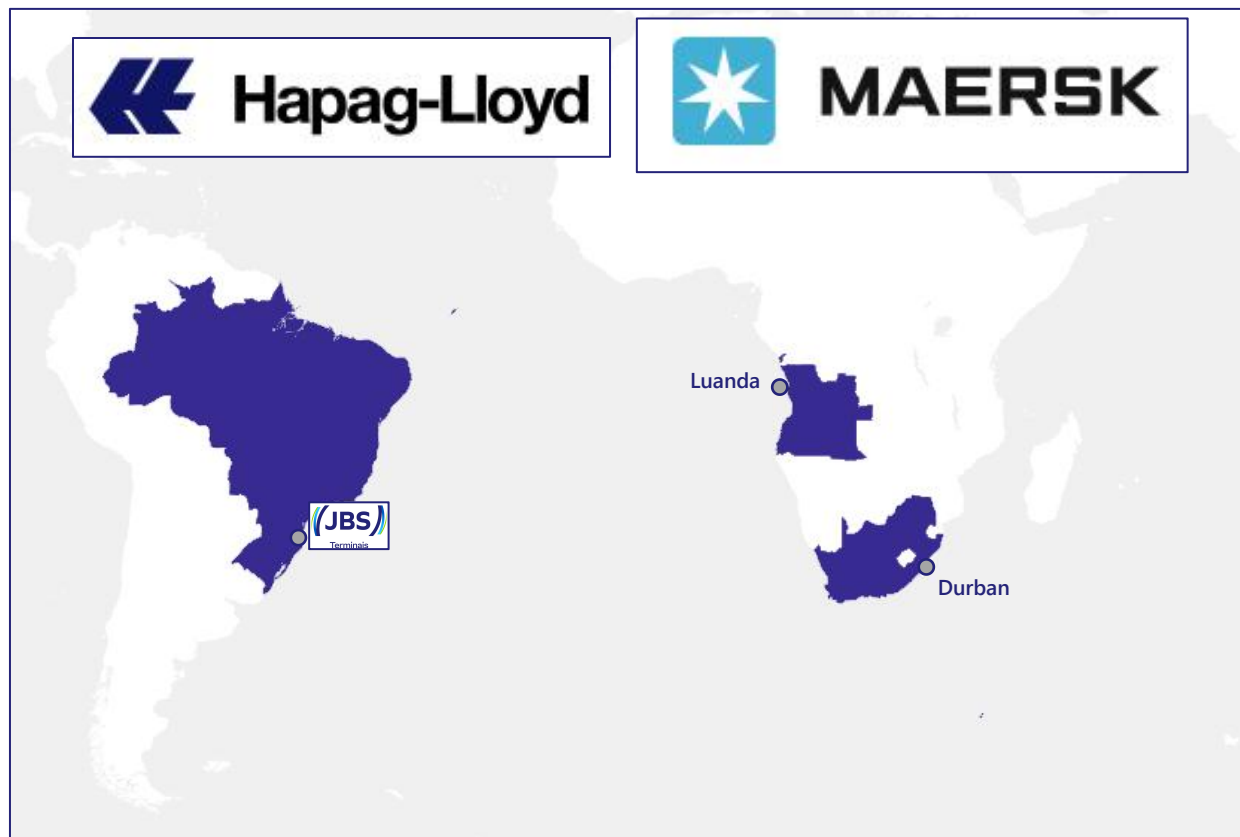 Hapag-Lloyd
MAERSK
Luanda
((JBS))
Terminais
Durban